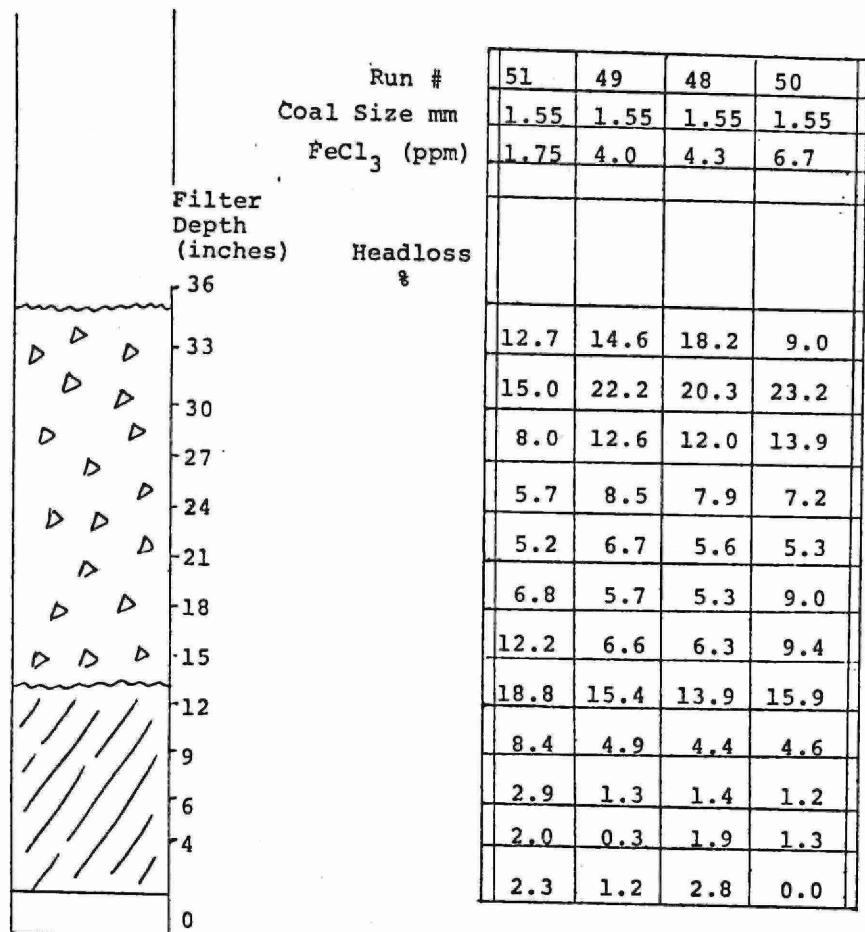 Run # 51 49 48 50
Coal Size mm 1.55 1.55 1.55 1.55
FeCl3 (ppm) 1.75 4.0 4.3 6.7
Filter
Depth
(inches) Headloss
%
36
33 12.7 14.6 18.2 9.0
30 15.0 22.2 20.3 23.2
27 8.0 12.6 12.0 13.9
24 5.7 8.5 7.9 7.2
21 5.2 6.7 5.6 5.3
18 6.8 5.7 5.3 9.0
15 12.2 6.6 6.3 9.4
12 18.8 15.4 13.9 15.9
9 8.4 4.9 4.4 4.6
6 2.9 1.3 1.4 1.2
4 2.0 0.3 1.9 1.3
0 2.3 1.2 2.8 0.0